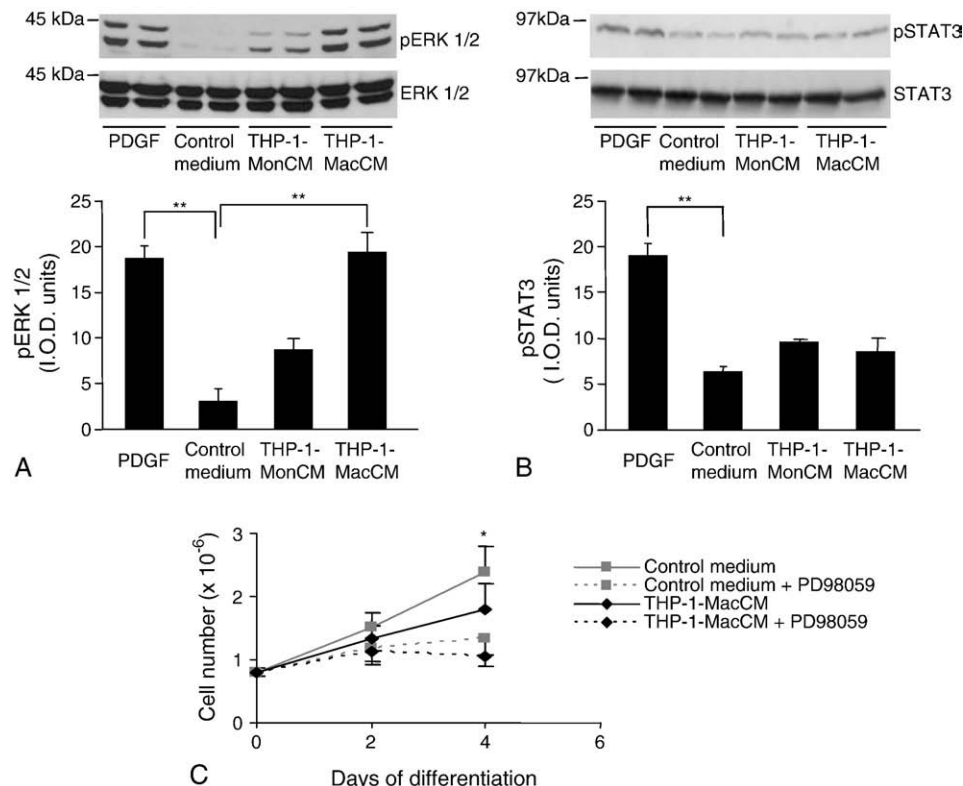 45 kDa
pERK 1/2
45 kDa
ERK 1/2
PDGF
Control medium
THP-1-MonCM
THP-1-MacCM
**
**
25
20
15
10
5
0
pERK 1/2
(I.O.D. units)
PDGF
Control medium
THP-1-MonCM
THP-1-MacCM
A
97kDa
pSTAT3
97kDa
STAT3
PDGF
Control medium
THP-1-MonCM
THP-1-MacCM
**
25
20
15
10
5
0
pSTAT3
( I.O.D. units)
PDGF
Control medium
THP-1-MonCM
THP-1-MacCM
B
3
2
1
0
Cell number (x 10⁻⁶)
*
0
2
4
6
Days of differentiation
Control medium
Control medium + PD98059
THP-1-MacCM
THP-1-MacCM + PD98059
C